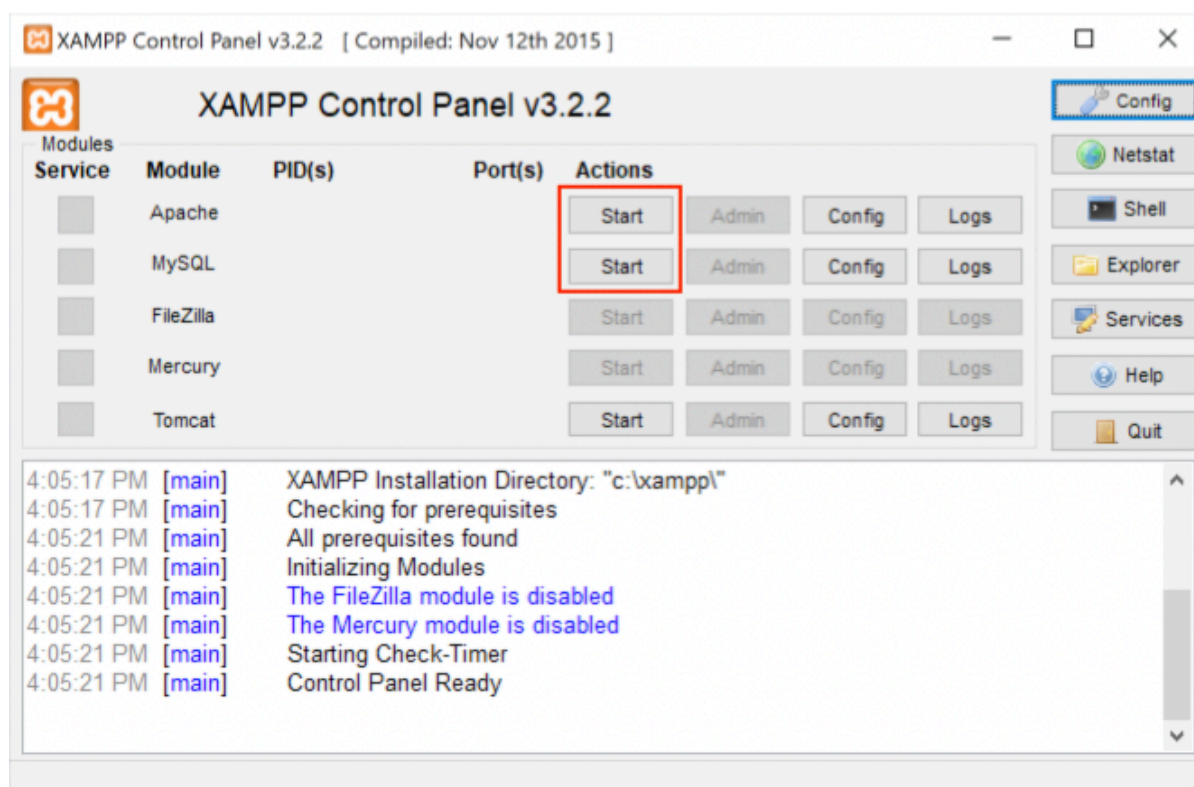 XAMPP Control Panel v3.2.2 [ Compiled: Nov 12th 2015 ]
XAMPP Control Panel v3.2.2
Config
Modules
Netstat
Service Module PID(s) Port(s) Actions
Apache Start Admin Config Logs
Shell
MySQL Start Admin Config Logs
Explorer
FileZilla Start Admin Config Logs
Services
Mercury Start Admin Config Logs
Help
Tomcat Start Admin Config Logs
Quit
4:05:17 PM [main] XAMPP Installation Directory: "c:\xampp\"
4:05:17 PM [main] Checking for prerequisites
4:05:21 PM [main] All prerequisites found
4:05:21 PM [main] Initializing Modules
4:05:21 PM [main] The FileZilla module is disabled
4:05:21 PM [main] The Mercury module is disabled
4:05:21 PM [main] Starting Check-Timer
4:05:21 PM [main] Control Panel Ready